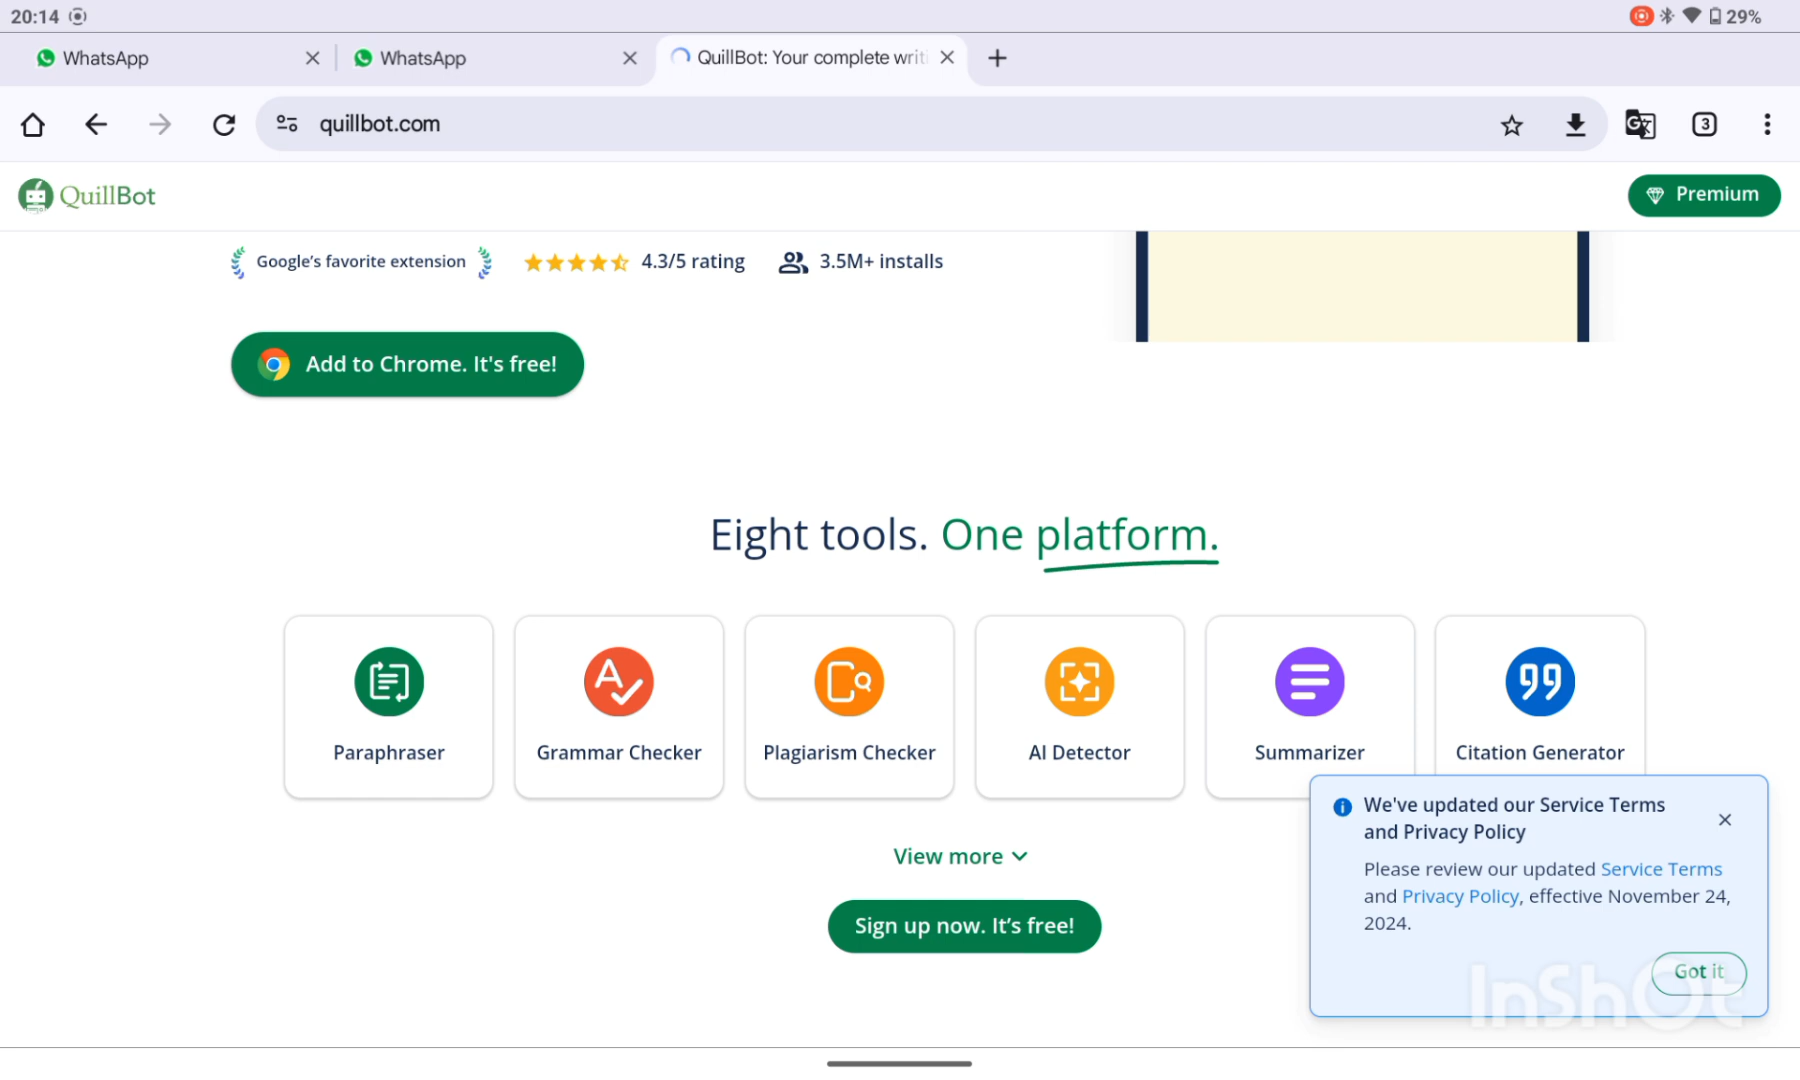 20:14
29%
WhatsApp
WhatsApp
QuillBot: Your complete writi
quillbot.com
3
QuillBot
Premium
Google's favorite extension
4.3/5 rating
3.5M+ installs
Add to Chrome. It's free!
Eight tools. One platform.
Paraphraser
Grammar Checker
Plagiarism Checker
AI Detector
Summarizer
Citation Generator
We've updated our Service Terms
and Privacy Policy
Please review our updated Service Terms
and Privacy Policy, effective November 24,
2024.
Got it
View more
Sign up now. It's free!
InShOt